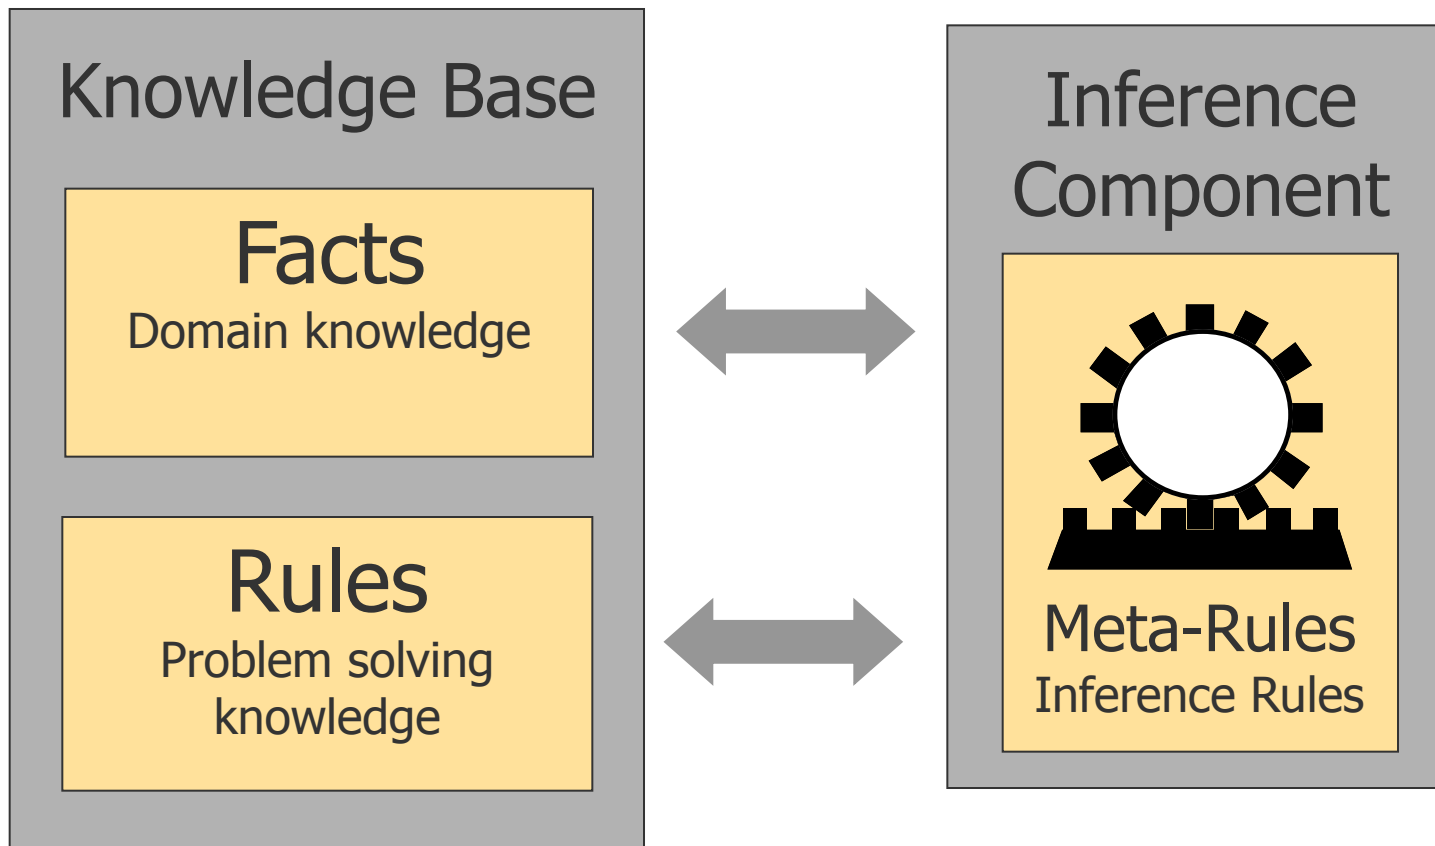 Knowledge Base
Facts
Domain knowledge
Rules
Problem solving
knowledge
Inference
Component
Meta-Rules
Inference Rules